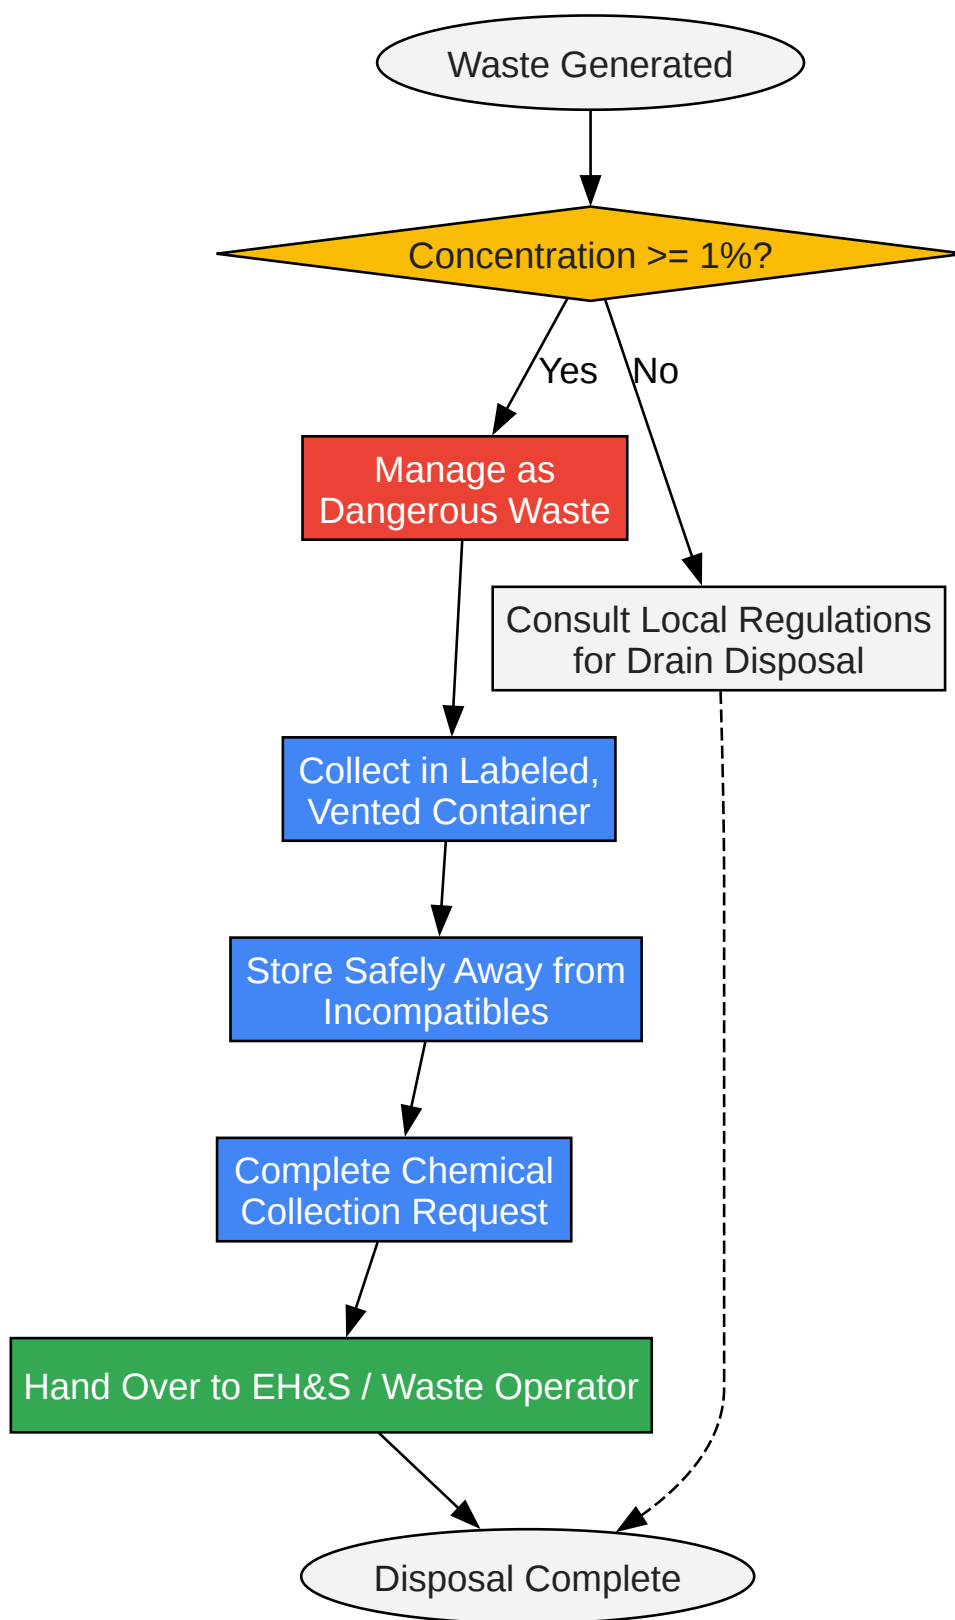 Waste Generated
Concentration >= 1%?
Yes
No
Manage as
Dangerous Waste
Consult Local Regulations
for Drain Disposal
Collect in Labeled,
Vented Container
Store Safely Away from
Incompatibles
Complete Chemical
Collection Request
Hand Over to EH&S / Waste Operator
Disposal Complete